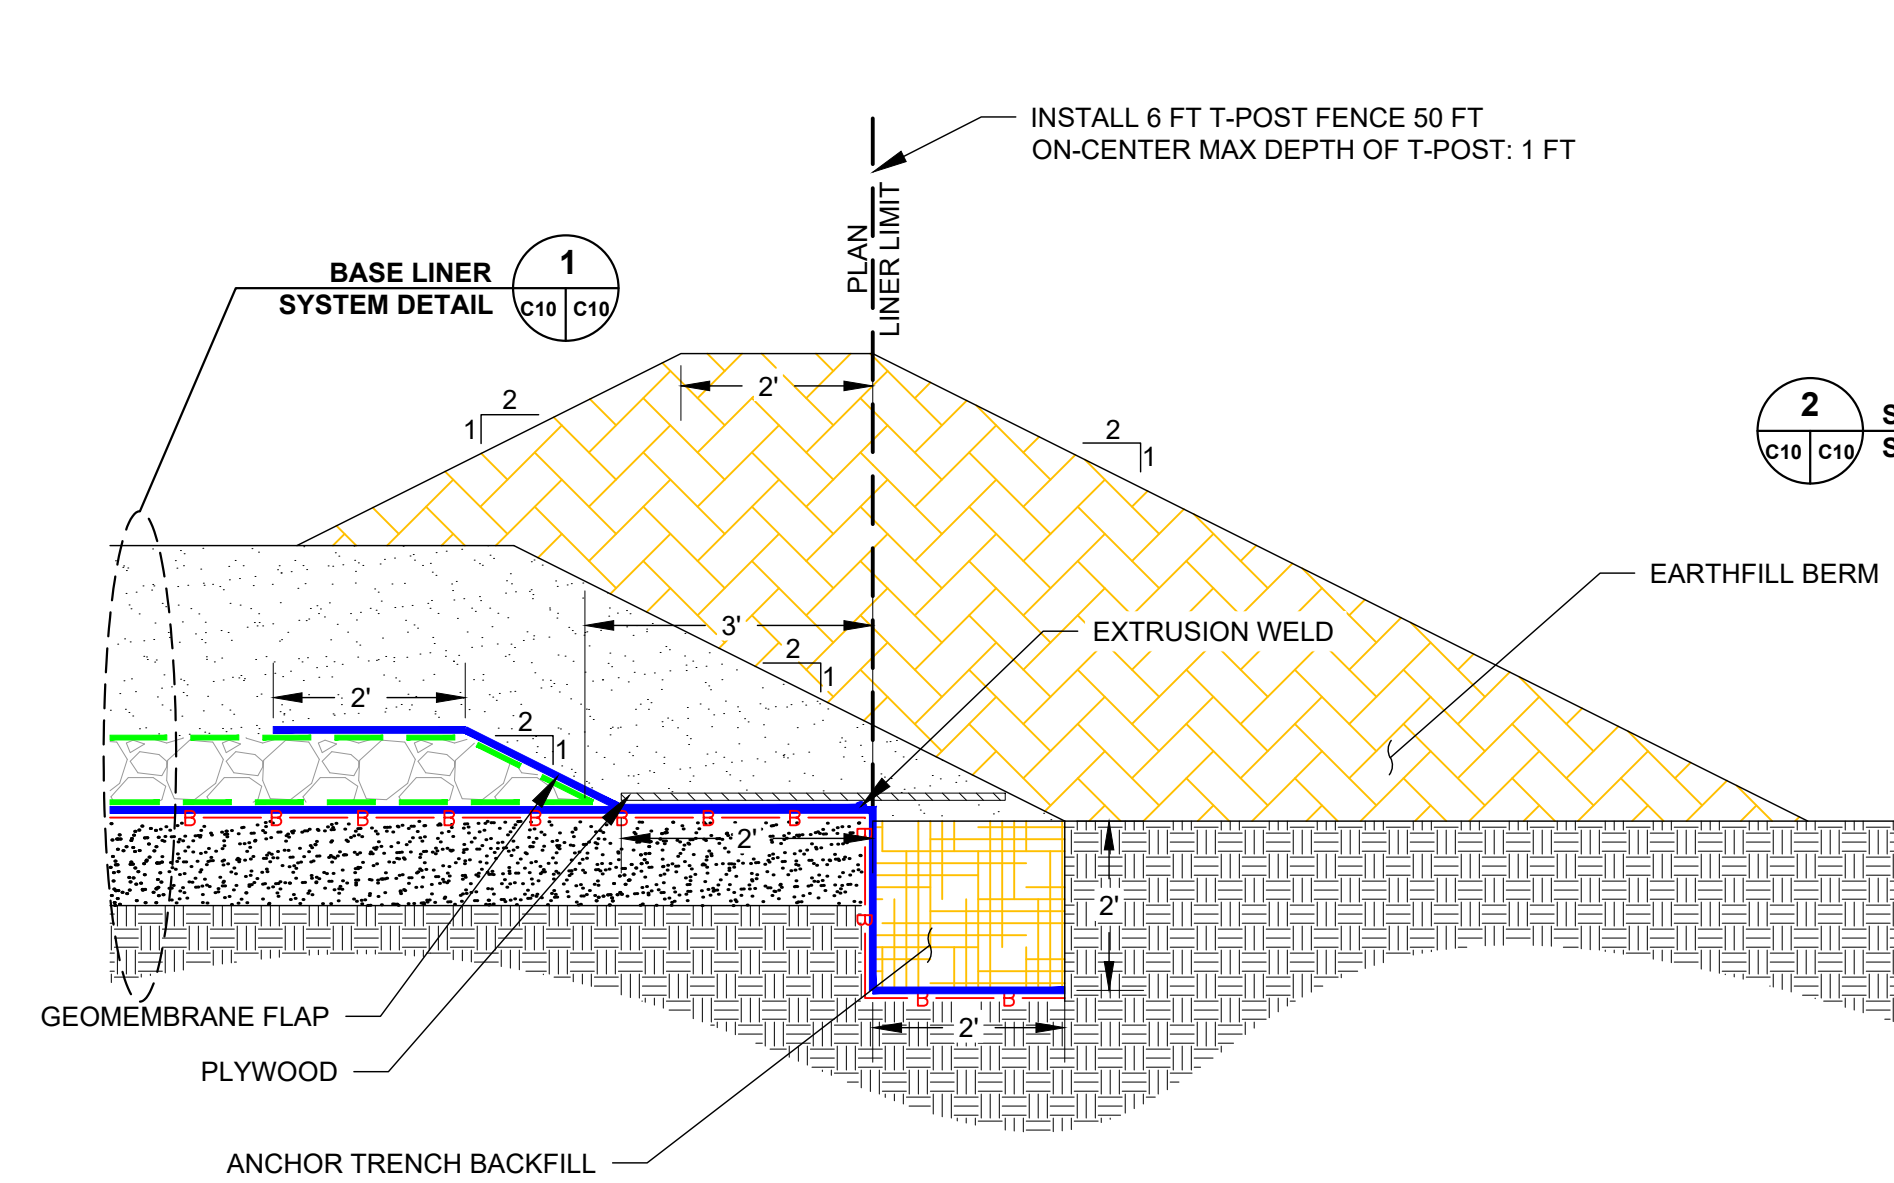 INSTALL 6 FT T-POST FENCE 50 FT
ON-CENTER MAX DEPTH OF T-POST: 1 FT
PLAN
LINER LIMIT
BASE LINER
SYSTEM DETAIL
1
C10 C10
2'
2
1
2
1
2
C10 C10
S
S
EARTHFILL BERM
3'
EXTRUSION WELD
2
1
2'
2
1
B B B B B B B B
2'
B
B
2'
B B
2'
GEOMEMBRANE FLAP
PLYWOOD
ANCHOR TRENCH BACKFILL